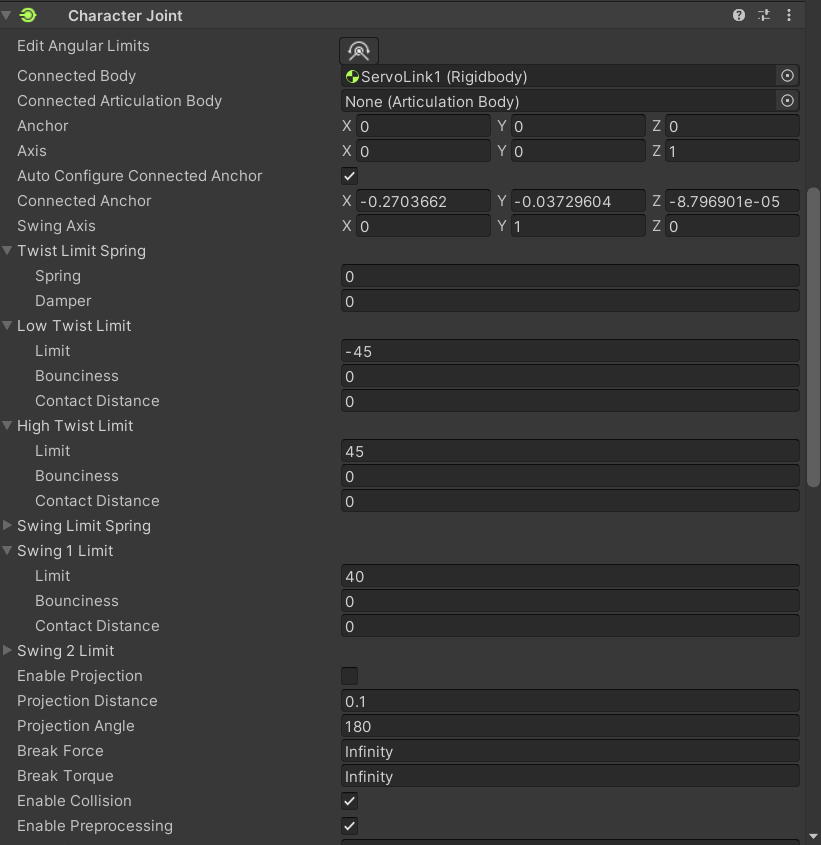 Character Joint
Edit Angular Limits
Connected Body ServoLink1 (Rigidbody)
Connected Articulation Body None (Articulation Body)
Anchor X 0 Y 0 Z 0
Axis X 0 Y 0 Z 1
Auto Configure Connected Anchor
Connected Anchor X -0.2703662 Y -0.03729604 Z -8.796901e-05
Swing Axis X 0 Y 1 Z 0
Twist Limit Spring
Spring 0
Damper 0
Low Twist Limit
Limit -45
Bounciness 0
Contact Distance 0
High Twist Limit
Limit 45
Bounciness 0
Contact Distance 0
Swing Limit Spring
Swing 1 Limit
Limit 40
Bounciness 0
Contact Distance 0
Swing 2 Limit
Enable Projection
Projection Distance 0.1
Projection Angle 180
Break Force Infinity
Break Torque Infinity
Enable Collision
Enable Preprocessing